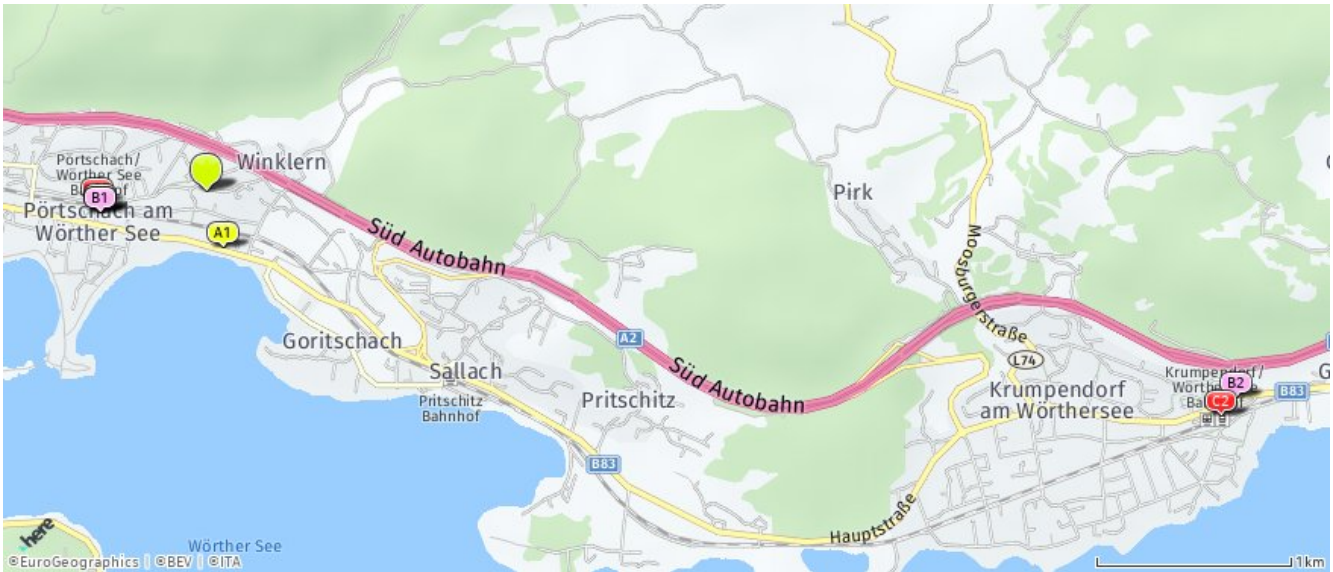 Pörtschach/
Wörther See
B1
Pörtschach am
Wörther See
Winklern
A1
Süd Autobahn
Pirk
Moosburgerstraße
Goritschach
A2
Sallach
Pritschitz
Bahnhof
Pritschitz
Süd Autobahn
L74
Krumpendorf
am Wörthersee
Krumpendorf/
B2
C2
B83
B83
Hauptstraße
here
Wörther See
©EuroGeographics | ©BEV | ©ITA
1km